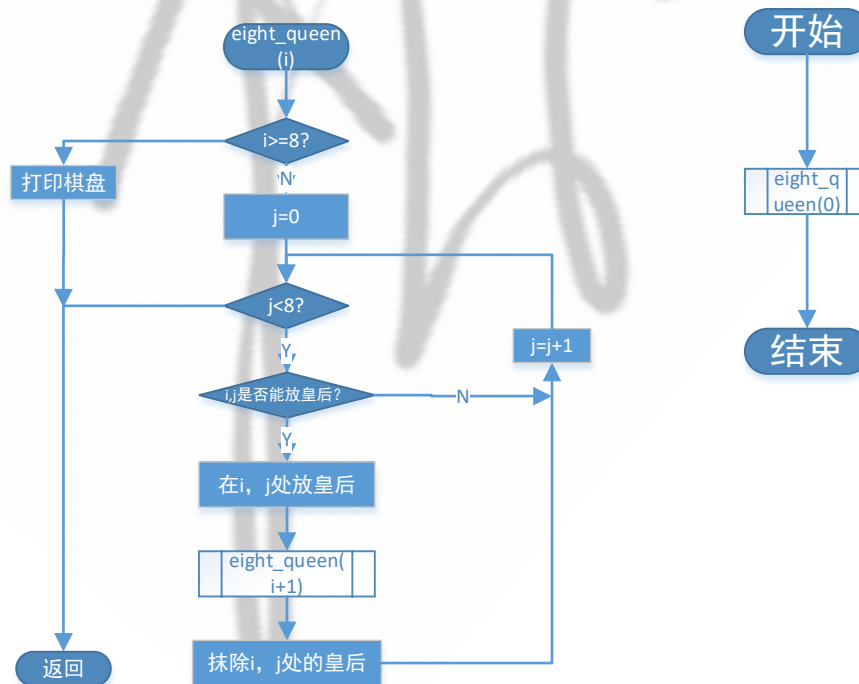 eight_queen
(i)
i>=8?
打印棋盘
N
j=0
j<8?
Y
j=j+1
i,j是否能放皇后?
N
Y
在i，j处放皇后
eight_queen(
i+1)
抹除i，j处的皇后
返回
开始
eight_q
ueen(0)
结束